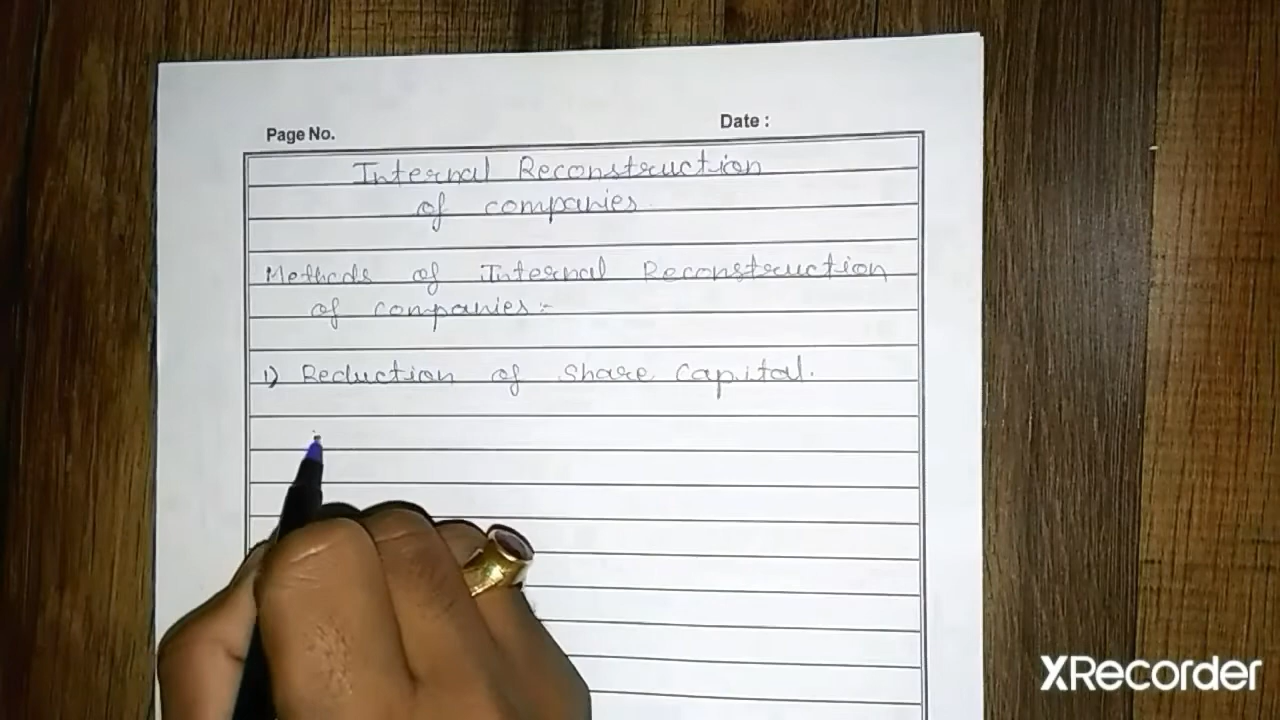 Page No.
Date :
Internal Reconstruction
of companies
Methods of Internal Reconstruction
of companies:-
1) Reduction of share capital.
XRecorder